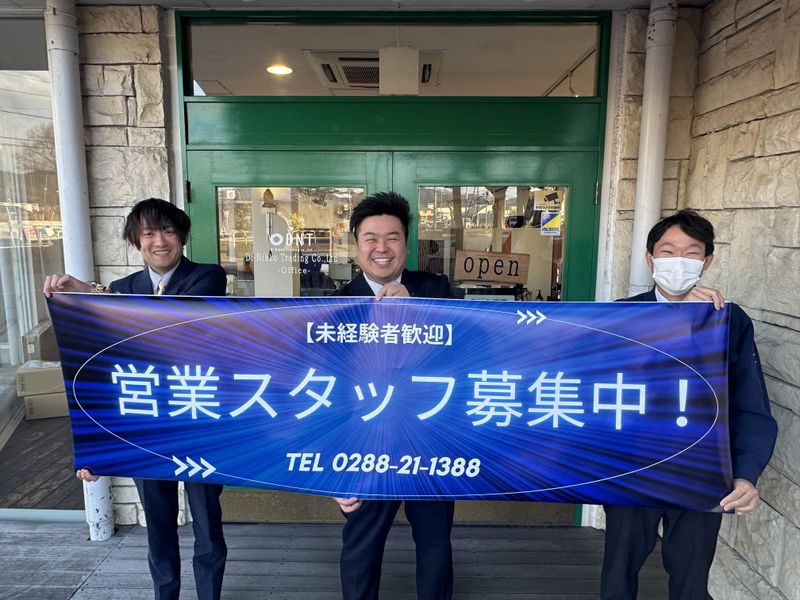 DNT
Di-Nikko Trading Co.,Ltd
-Office-
open
【未経験者歓迎】
営業スタッフ募集中！
TEL 0288-21-1388